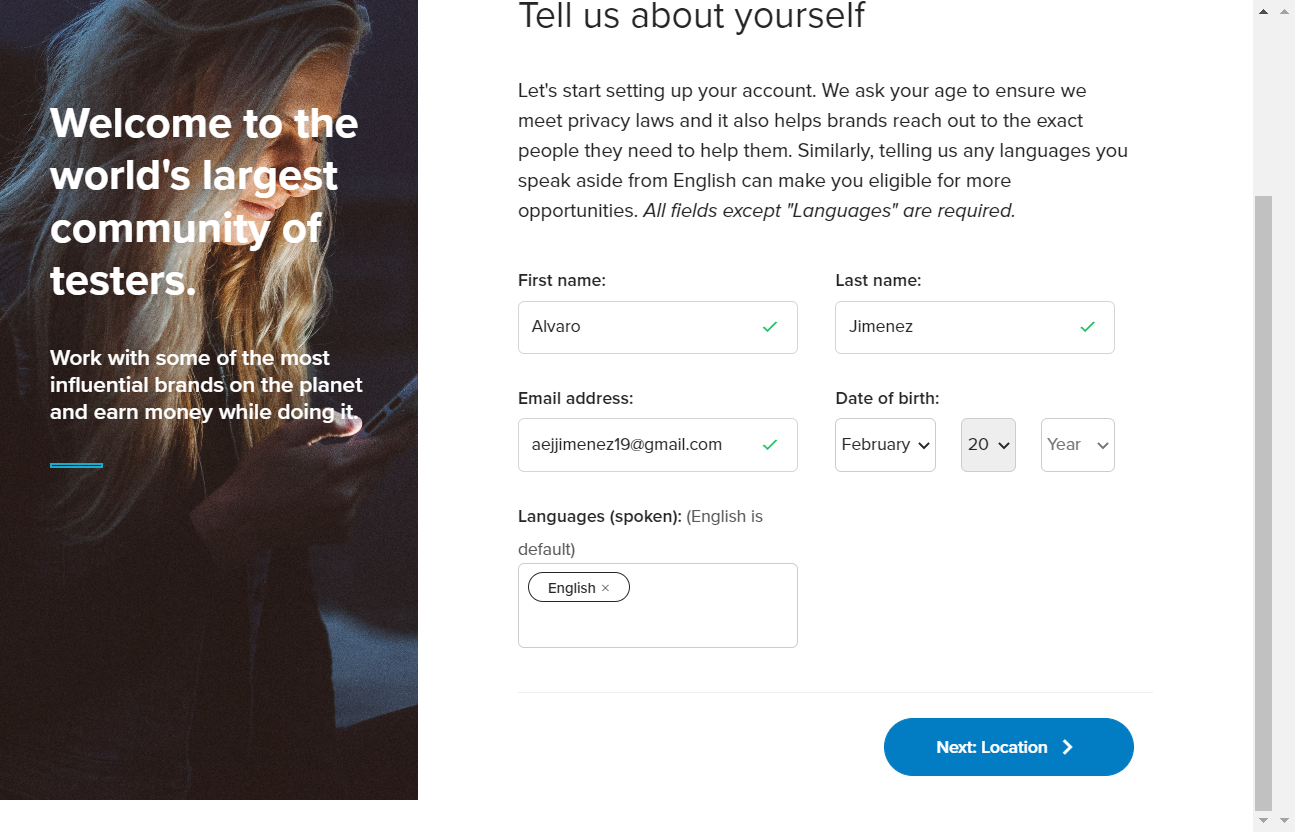 Welcome to the
world's largest
community of
testers.
Work with some of the most
influential brands on the planet
and earn money while doing it.
Tell us about yourself
Let's start setting up your account. We ask your age to ensure we
meet privacy laws and it also helps brands reach out to the exact
people they need to help them. Similarly, telling us any languages you
speak aside from English can make you eligible for more
opportunities. All fields except "Languages" are required.
First name:
Last name:
Alvaro
Jimenez
Email address:
Date of birth:
aejjimenez19@gmail.com
February 20 Year
Languages (spoken): (English is
default)
English ×
Next: Location